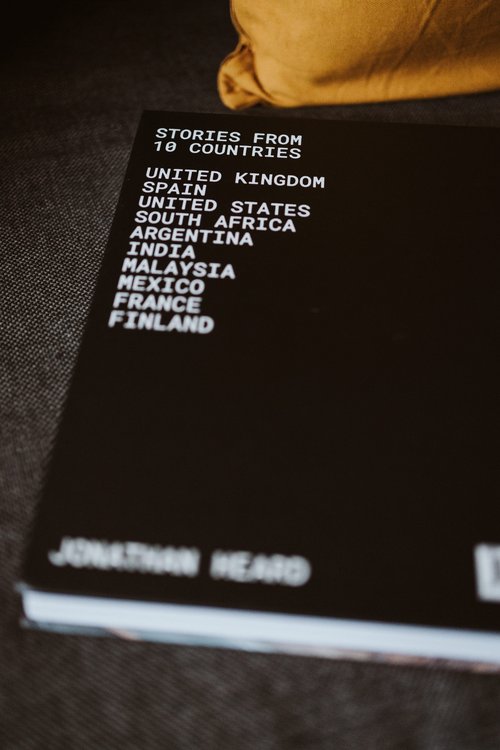 STORIES FROM
10 COUNTRIES
UNITED KINGDOM
SPAIN
UNITED STATES
SOUTH AFRICA
ARGENTINA
INDIA
MALAYSIA
MEXICO
FRANCE
FINLAND
JONATHAN HEARD